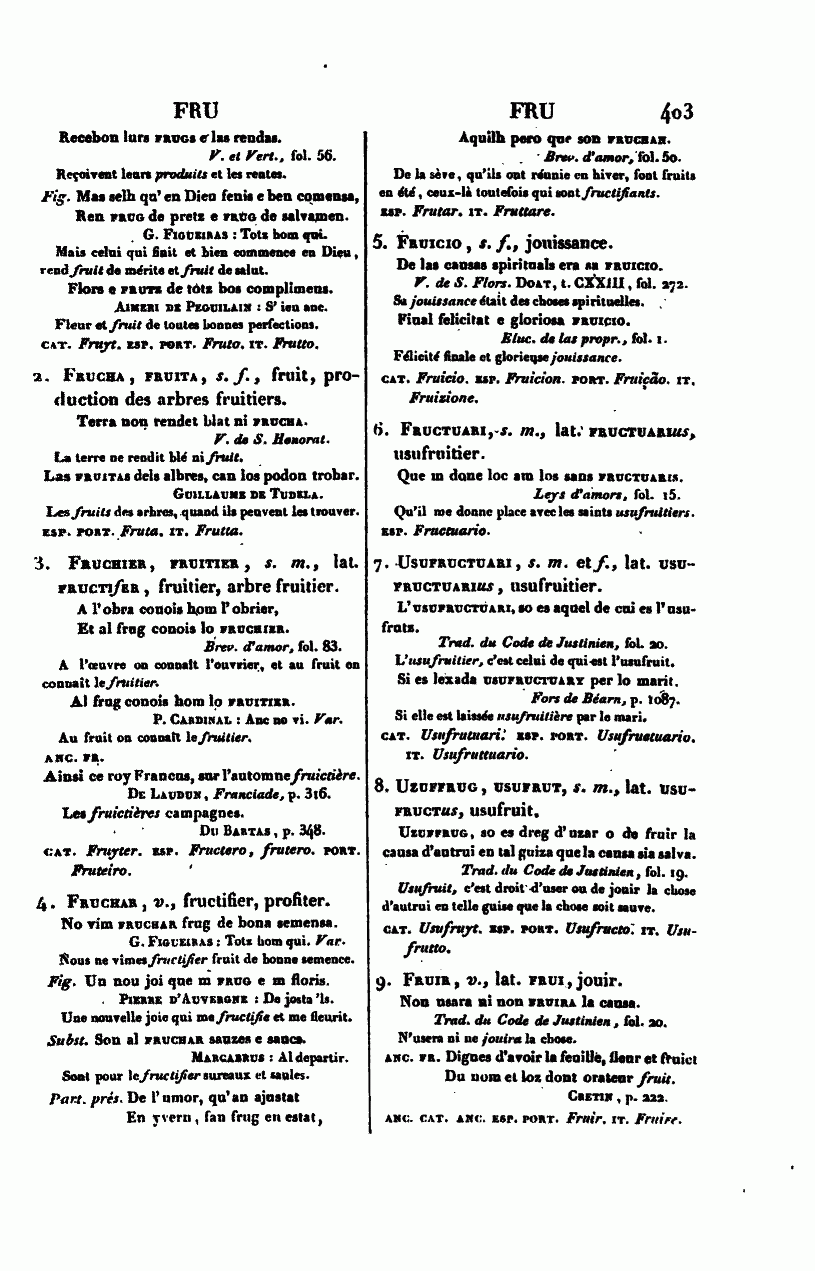 FRU
FRU 403
Recebon lurs FRUGS e las rendas.
V. et Vert., fol. 56.
Reçoivent leurs produits et les rentes.
Fig. Mas selh qu'en Dieu fenis e ben comensa,
Ren FRUG de pretz e FRUG de salvamen.
G. FIGUEIRAS : Totz hom qui.
Mais celui qui finit et bien commence en Dieu,
rend fruit de mérite et fruit de salut.
Flors e FRUTZ de totz bos complimens.
AIMERI DE PEGUILAIN : S' ieu anc.
Fleur et fruit de toutes bonnes perfections.
CAT. Fruyt. ESP. PORT. Fruto. IT. Frutto.
2. FRUCHA, FRUITA, s. f., fruit, pro-
duction des arbres fruitiers.
Terra non rendet blat ni FRUCHA.
V. de S. Honorat.
La terre ne rendit blé ni fruit.
Las FRUITAS dels albres, can los podon trobar.
GUILLAUME DE TUDELA.
Les fruits des arbres, quand ils peuvent les trouver.
ESP. PORT. Fruta. IT. Frutta.
3. FRUCHIER, FRUITIER, s. m., lat.
FRUCTIfER, fruitier, arbre fruitier.
A l'obra conois hom l'obrier,
Et al frug conois lo FRUCHIER.
Brev. d'amor, fol. 83.
A l'œuvre on connaît l'ouvrier, et au fruit on
connaît le fruitier.
Al frug conois hom lo FRUITIER.
P. CARDINAL : Anc no vi. Var.
Au fruit on connaît le fruitier.
ANC. FR.
Ainsi ce roy Francus, sur l'automne fruictière.
DE LAUDUN, Franciade, p. 316.
Les fruictières campagnes.
DU BARTAS, p. 348.
CAT. Fruyter. ESP. Fructero, frutero. PORT.
Fruteiro.
4. FRUCHAR, v., fructifier, profiter.
No vim FRUCHAR frug de bona semensa.
G. FIGUEIRAS : Totz hom qui. Var.
Nous ne vimes fructifier fruit de bonne semence.
Fig. Un nou joi que m FRUG e m floris.
PIERRE D'AUVERGNE : De josta 'ls.
Une nouvelle joie qui me fructifie et me fleurit.
Subst. Son al FRUCHAR sauzes e saucs.
MARCABRUS : Al departir.
Sont pour le fructifier sureaux et saules.
Part. prés. De l'umor, qu'an ajustat
En yvern, fan frug en estat,
Aquilh pero que son FRUCHAN.
Brev. d'amor, fol. 50.
De la sève, qu'ils ont réunie en hiver, font fruits
en été, ceux-là toutefois qui sont fructifiants.
ESP. Frutar. IT. Fruttare.
5. FRUICIO, s. f., jouissance.
De las causas spirituals era sa FRUICIO.
V. de S. Flors. DOAT, t. CXXIII, fol. 272.
Sa jouissance était des choses spirituelles.
Final felicitat e gloriosa FRUICIO.
Eluc. de las propr., fol. 1.
Félicité finale et glorieuse jouissance.
CAT. Fruicio. ESP. Fruicion. PORT. Fruição. IT.
Fruizione.
6. FRUCTUARI, s. m., lat. FRUCTUARIus,
usufruitier.
Que m done loc am los sans FRUCTUARIS.
Leys d'amors, fol. 15.
Qu'il me donne place avec les saints usufruitiers.
ESP. Fructuario.
7. USUFRUCTUARI, s. m. et f., lat. USU-
FRUCTUARIus, usufruitier.
L'USUFRUCTUARI, so es aquel de cui es l'usu-
frutz.
Trad. du Code de Justinien, fol. 20.
L'usufruitier, c'est celui de qui est l'usufruit.
Si es lexada USUFRUCTUARY per lo marit.
Fors de Béarn, p. 1087.
Si elle est laissée usufruitière par le mari.
CAT. Usufrutuari. ESP. PORT. Usufructuario.
IT. Usufruttuario.
8. UZUFFRUG, USUFRUT, s. m., lat. USU-
FRUCTus, usufruit.
UZUFFRUG, so es dreg d'uzar o de fruir la
causa d'autrui en tal guiza que la causa sia salva.
Trad. du Code de Justinien, fol. 19.
Usufruit, c'est droit d'user ou de jouir la chose
d'autrui en telle guise que la chose soit sauve.
CAT. Usufruyt. ESP. PORT. Usufructo. IT. Usu-
frutto.
9. FRUIR, v., lat. FRUI, jouir.
Non usara ni non FRUIRA la causa.
Trad. du Code de Justinien, fol. 20.
N'usera ni ne jouira la chose.
ANC. FR. Dignes d'avoir la feuille, fleur et fruict
Du nom et loz dont orateur fruit.
CRETIN, p. 222.
ANC. CAT. ANC. ESP. PORT. Fruir. IT. Fruire.